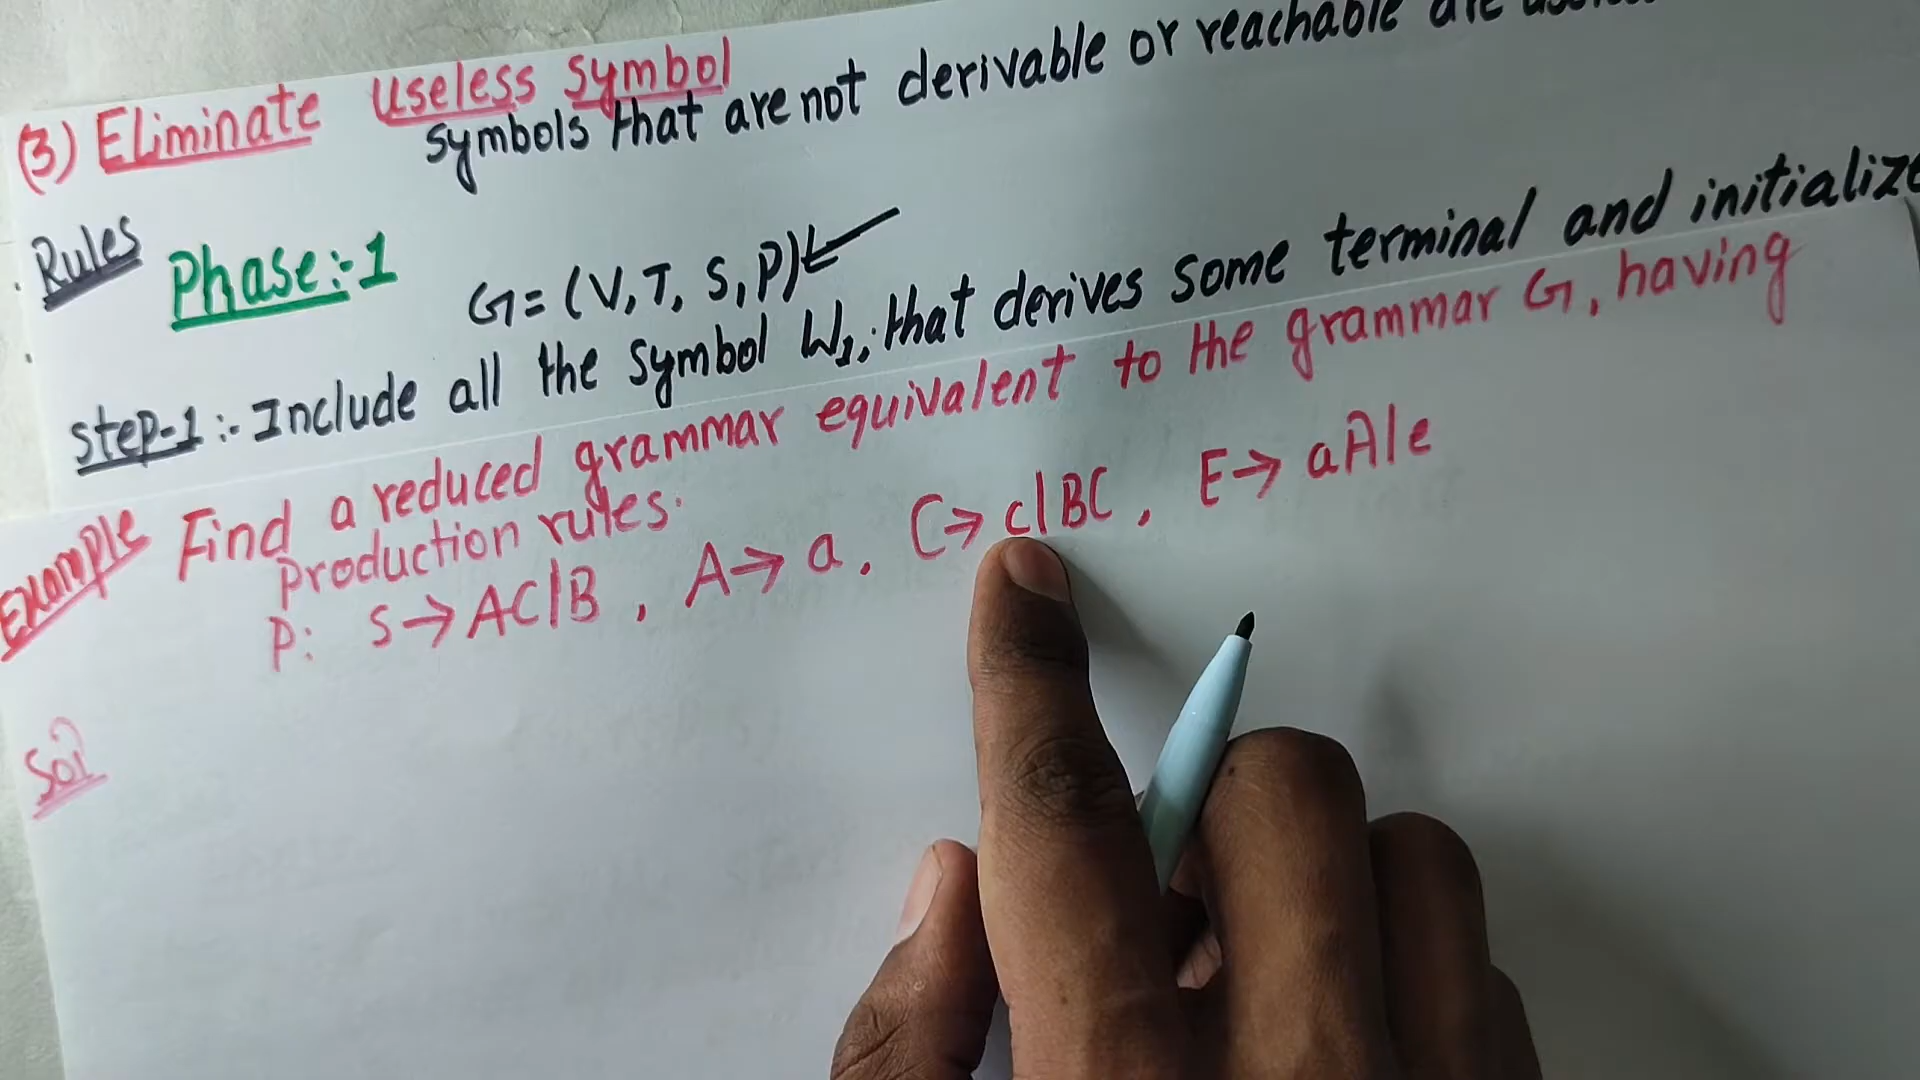 (3) Eliminate Useless Symbol
Symbols that are not derivable or reachable are
Rules
Phase:-1
G=(V,T, S,P)
Step-1:- Include all the symbol W1, that derives some terminal and initialize
Example Find a reduced grammar equivalent to the grammar G, having
production rules.
P: S→AC|B , A→a. C→c|BC, E→aA|e
Sol